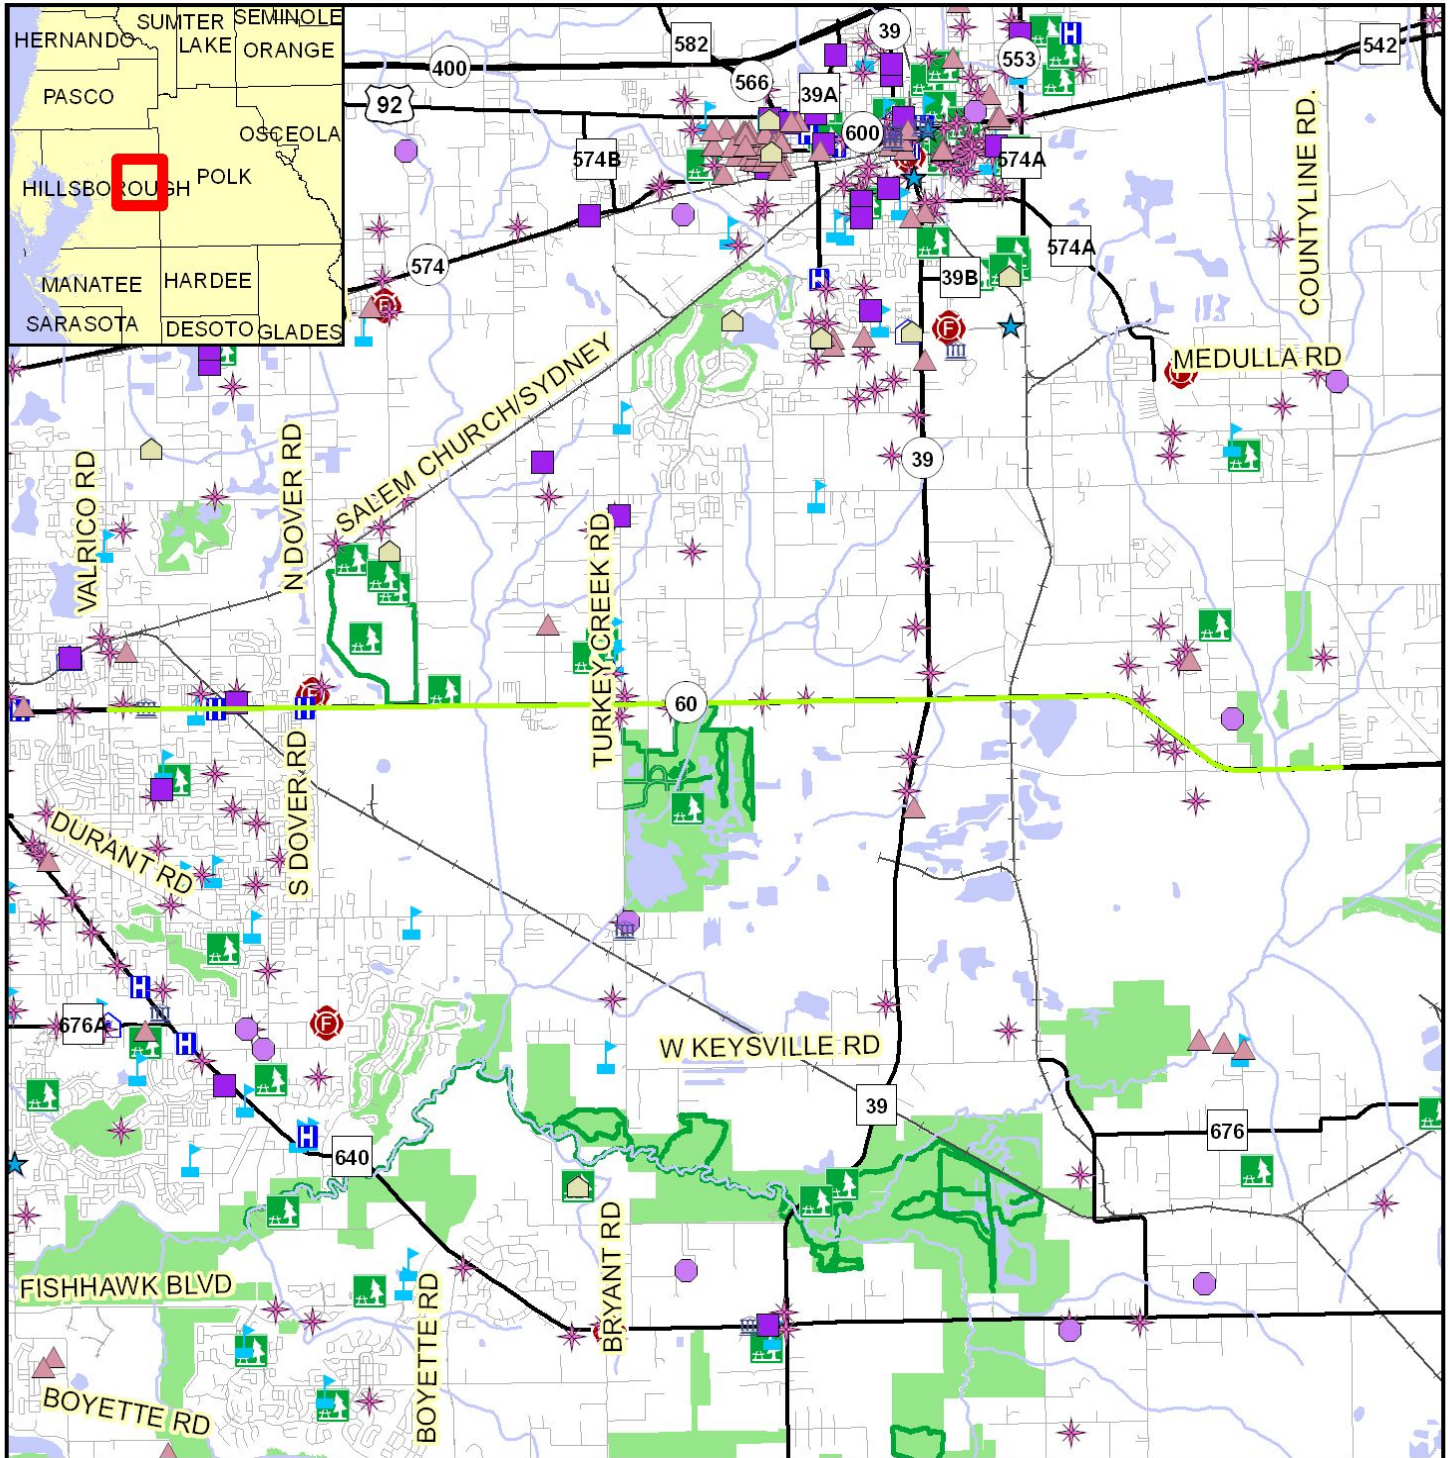 SUMTER
SEMINOLE
HERNANDO
LAKE
ORANGE
PASCO
OSCEOLA
HILLSBOROUGH
POLK
MANATEE
HARDEE
SARASOTA
DESOTO
GLADES
400
92
582
566
39A
39
553
542
600
574B
574A
574
574A
39B
COUNTYLINE RD.
MEDULLA RD
SALEM CHURCH/SYDNEY
VALRICO RD
N DOVER RD
39
TURKEY CREEK RD
60
S DOVER RD
DURANT RD
676A
W KEYSVILLE RD
39
676
640
FISHHAWK BLVD
BOYETTE RD
BRYANT RD
BOYETTE RD
H
H
H
H
H
F
F